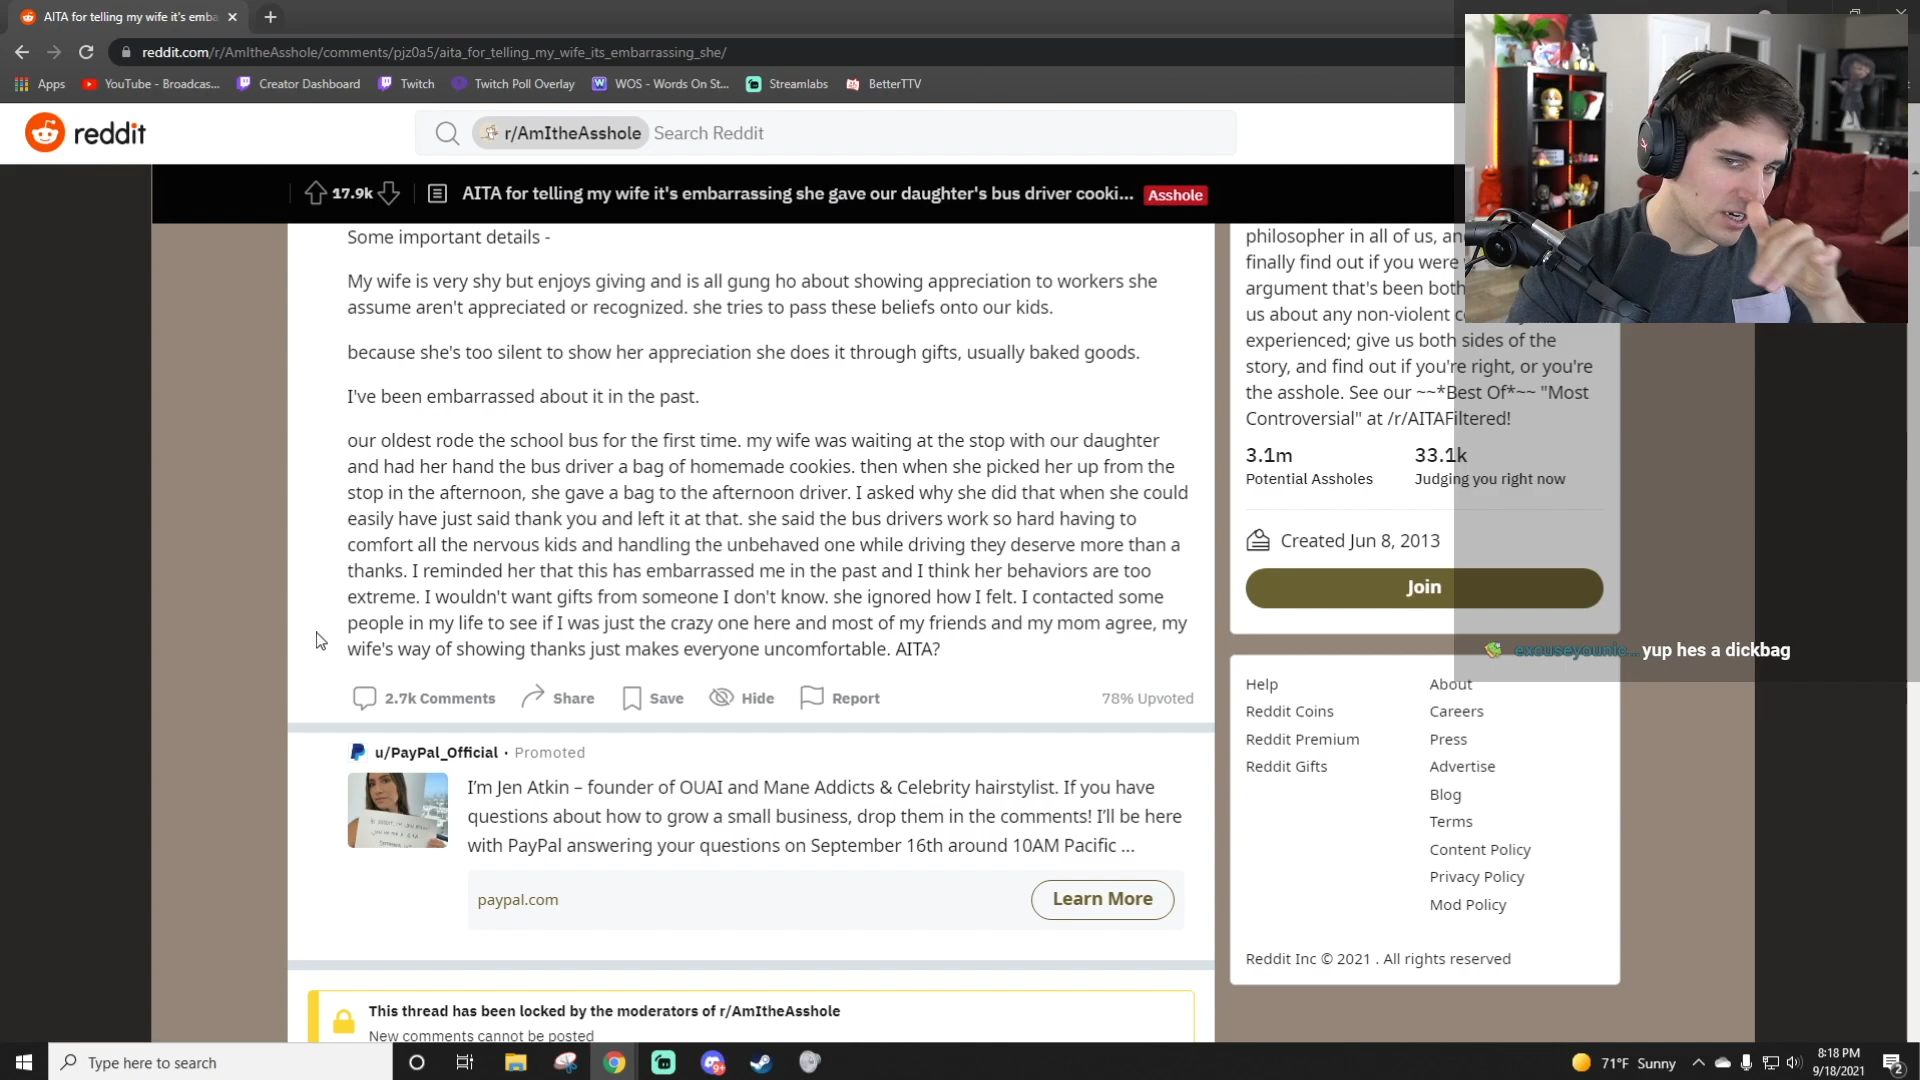 AITA for telling my wife it's emba
reddit.com/r/AmItheAsshole/comments/pjz0a5/aita_for_telling_my_wife_its_embarrassing_she/
Apps
YouTube - Broadcas...
Creator Dashboard
Twitch
Twitch Poll Overlay
WOS - Words On St...
Streamlabs
BetterTTV
reddit
r/AmItheAsshole Search Reddit
17.9k
AITA for telling my wife it's embarrassing she gave our daughter's bus driver cooki...
Asshole
Some important details -
My wife is very shy but enjoys giving and is all gung ho about showing appreciation to workers she
assume aren't appreciated or recognized. she tries to pass these beliefs onto our kids.
because she's too silent to show her appreciation she does it through gifts, usually baked goods.
I've been embarrassed about it in the past.
our oldest rode the school bus for the first time. my wife was waiting at the stop with our daughter
and had her hand the bus driver a bag of homemade cookies. then when she picked her up from the
stop in the afternoon, she gave a bag to the afternoon driver. I asked why she did that when she could
easily have just said thank you and left it at that. she said the bus drivers work so hard having to
comfort all the nervous kids and handling the unbehaved one while driving they deserve more than a
thanks. I reminded her that this has embarrassed me in the past and I think her behaviors are too
extreme. I wouldn't want gifts from someone I don't know. she ignored how I felt. I contacted some
people in my life to see if I was just the crazy one here and most of my friends and my mom agree, my
wife's way of showing thanks just makes everyone uncomfortable. AITA?
2.7k Comments
Share
Save
Hide
Report
78% Upvoted
u/PayPal_Official · Promoted
I'm Jen Atkin – founder of OUAI and Mane Addicts & Celebrity hairstylist. If you have
questions about how to grow a small business, drop them in the comments! I'll be here
with PayPal answering your questions on September 16th around 10AM Pacific ...
paypal.com
Learn More
This thread has been locked by the moderators of r/AmItheAsshole
New comments cannot be posted
philosopher in all of us, an
finally find out if you were
argument that's been both
us about any non-violent c
experienced; give us both sides of the
story, and find out if you're right, or you're
the asshole. See our ~~*Best Of*~~ "Most
Controversial" at /r/AITAFiltered!
3.1m
33.1k
Potential Assholes
Judging you right now
Created Jun 8, 2013
Join
excuseyounic... yup hes a dickbag
Help
About
Reddit Coins
Careers
Reddit Premium
Press
Reddit Gifts
Advertise
Blog
Terms
Content Policy
Privacy Policy
Mod Policy
Reddit Inc © 2021 . All rights reserved
Type here to search
71°F Sunny
8:18 PM
9/18/2021
2